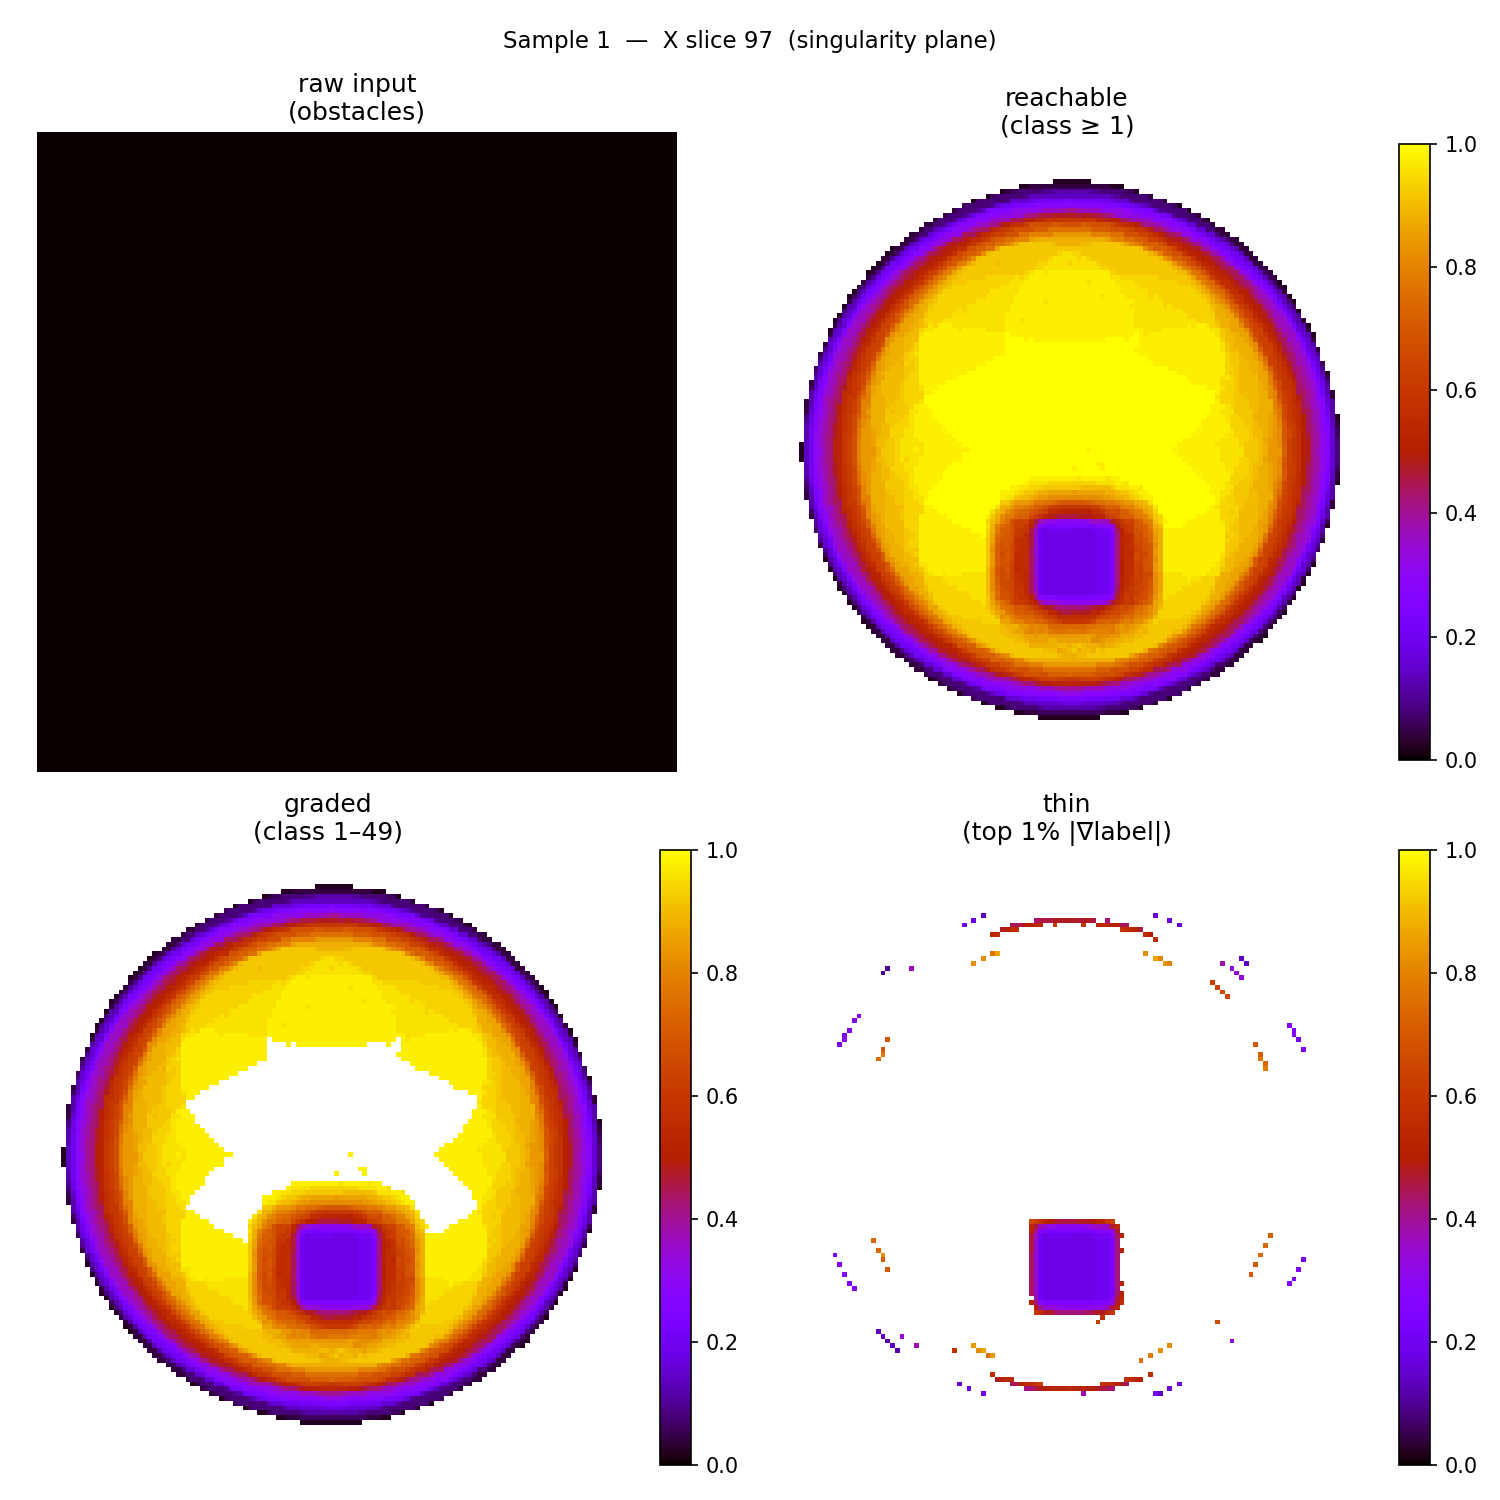 Sample 1  —  X slice 97  (singularity plane)
raw input
(obstacles)
reachable
(class ≥ 1)
1.0
0.8
0.6
0.4
0.2
0.0
graded
(class 1–49)
1.0
0.8
0.6
0.4
0.2
0.0
thin
(top 1% |∇label|)
1.0
0.8
0.6
0.4
0.2
0.0